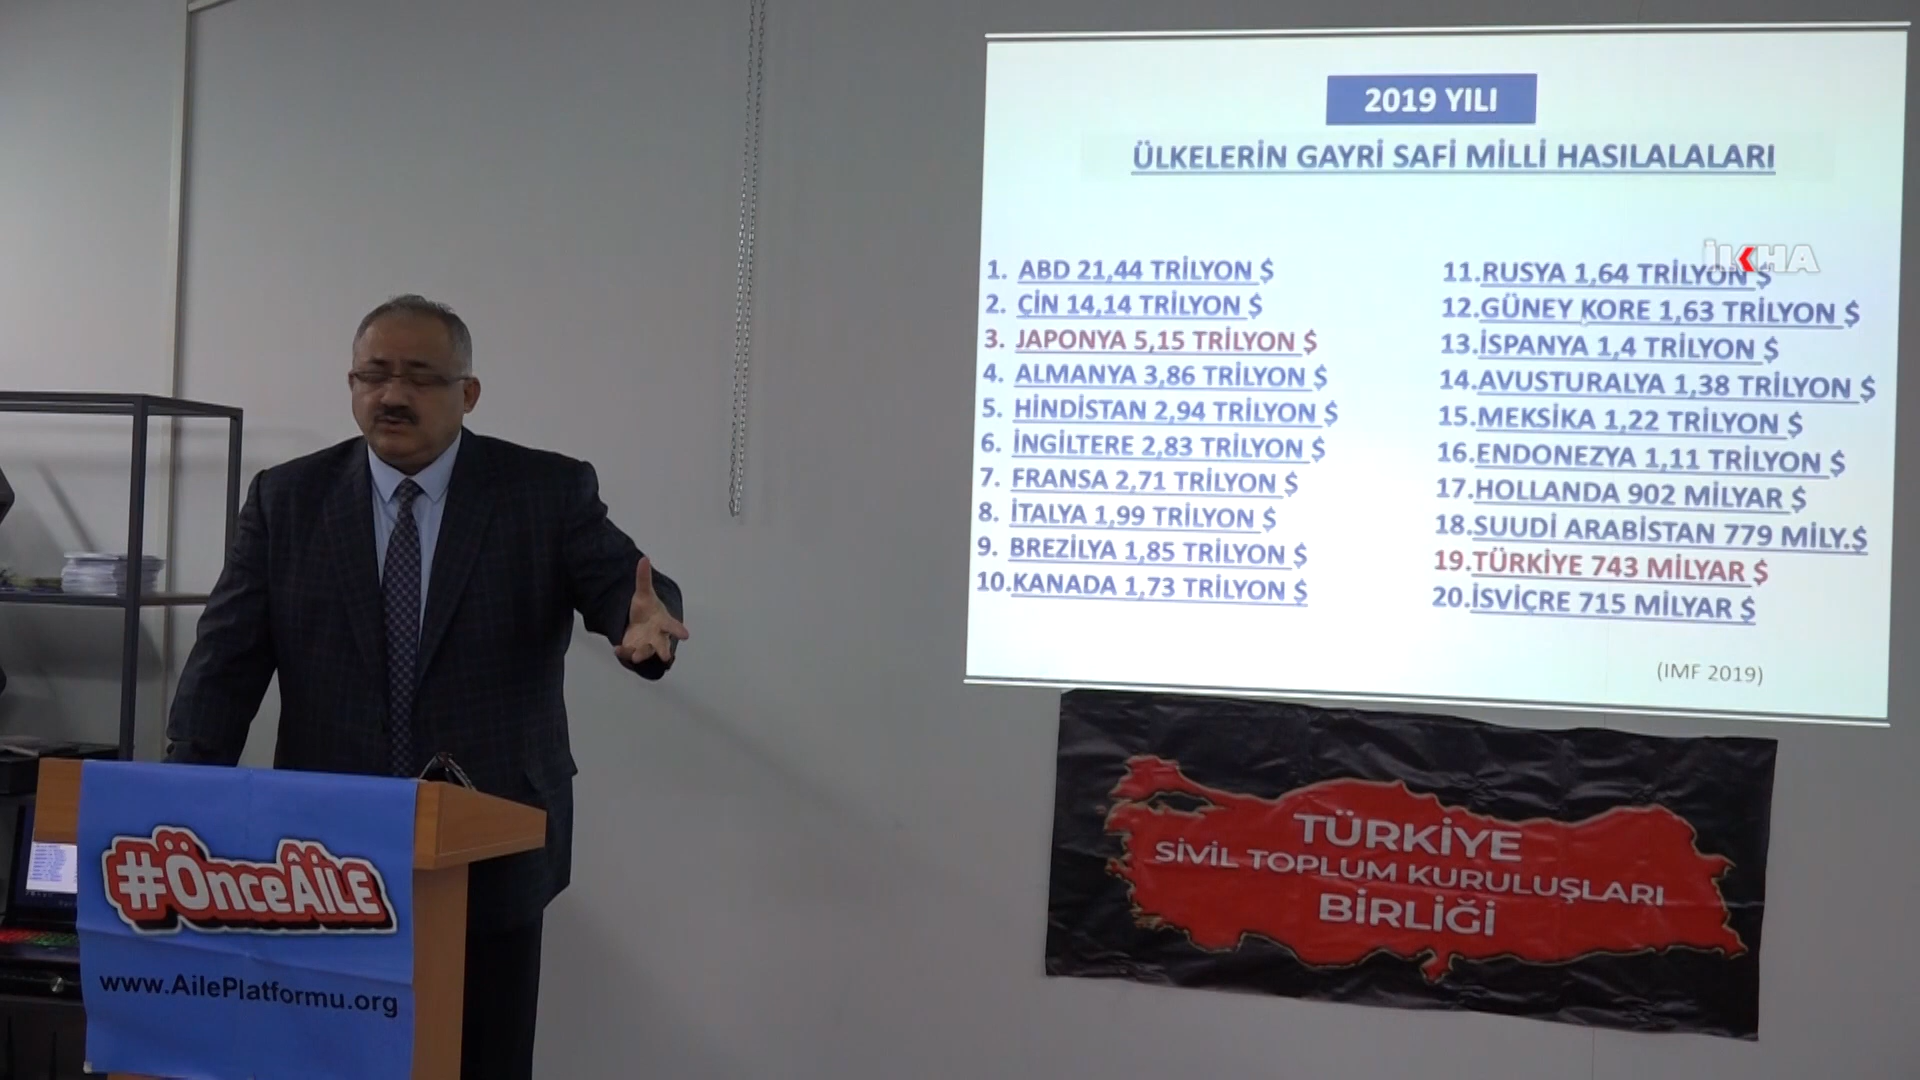 2019 YILI
ÜLKELERİN GAYRİ SAFİ MİLLİ HASILALALARI
1. ABD 21,44 TRİLYON $
2. ÇİN 14,14 TRİLYON $
3. JAPONYA 5,15 TRİLYON $
4. ALMANYA 3,86 TRİLYON $
5. HİNDİSTAN 2,94 TRİLYON $
6. İNGİLTERE 2,83 TRİLYON $
7. FRANSA 2,71 TRİLYON $
8. İTALYA 1,99 TRİLYON $
9. BREZİLYA 1,85 TRİLYON $
10.KANADA 1,73 TRİLYON $
11.RUSYA 1,64 TRİLYON $
12.GÜNEY KORE 1,63 TRİLYON $
13.İSPANYA 1,4 TRİLYON $
14.AVUSTURALYA 1,38 TRİLYON $
15.MEKSİKA 1,22 TRİLYON $
16.ENDONEZYA 1,11 TRİLYON $
17.HOLLANDA 902 MİLYAR $
18.SUUDİ ARABİSTAN 779 MİLY.$
19.TÜRKİYE 743 MİLYAR $
20.İSVİÇRE 715 MİLYAR $
(IMF 2019)
İLKHA
TÜRKİYE
SİVİL TOPLUM KURULUŞLARI
BİRLİĞİ
#ÖnceÂİLE
www.AilePlatformu.org